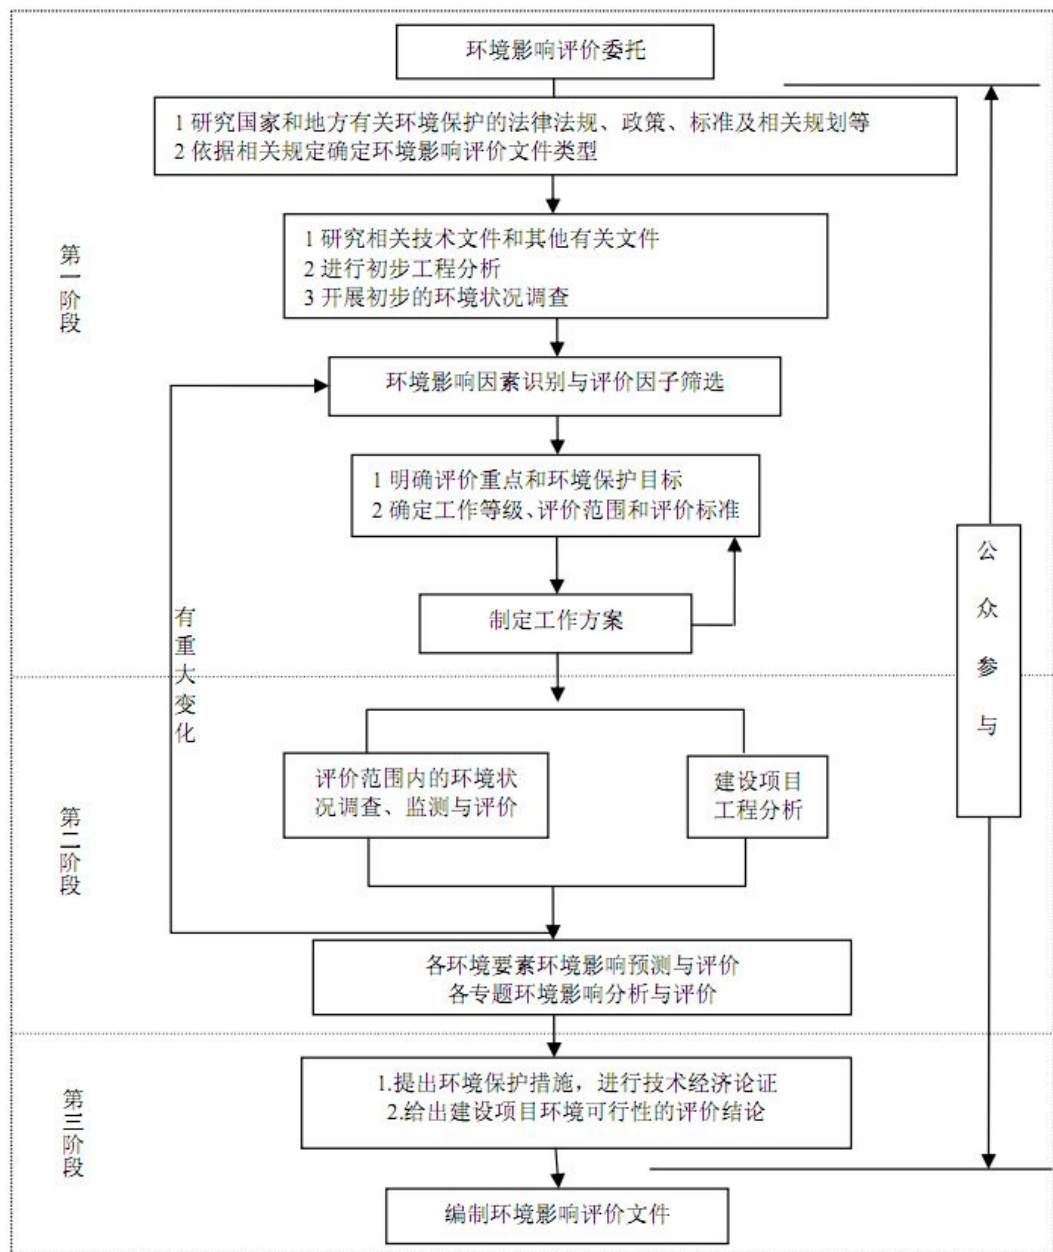 环境影响评价委托
1 研究国家和地方有关环境保护的法律法规、政策、标准及相关规划等
2 依据相关规定确定环境影响评价文件类型
1 研究相关技术文件和其他有关文件
2 进行初步工程分析
3 开展初步的环境状况调查
第一阶段
环境影响因素识别与评价因子筛选
1 明确评价重点和环境保护目标
2 确定工作等级、评价范围和评价标准
制定工作方案
有重大变化
公众参与
评价范围内的环境状
况调查、监测与评价
建设项目
工程分析
第二阶段
各环境要素环境影响预测与评价
各专题环境影响分析与评价
1.提出环境保护措施，进行技术经济论证
2.给出建设项目环境可行性的评价结论
第三阶段
编制环境影响评价文件